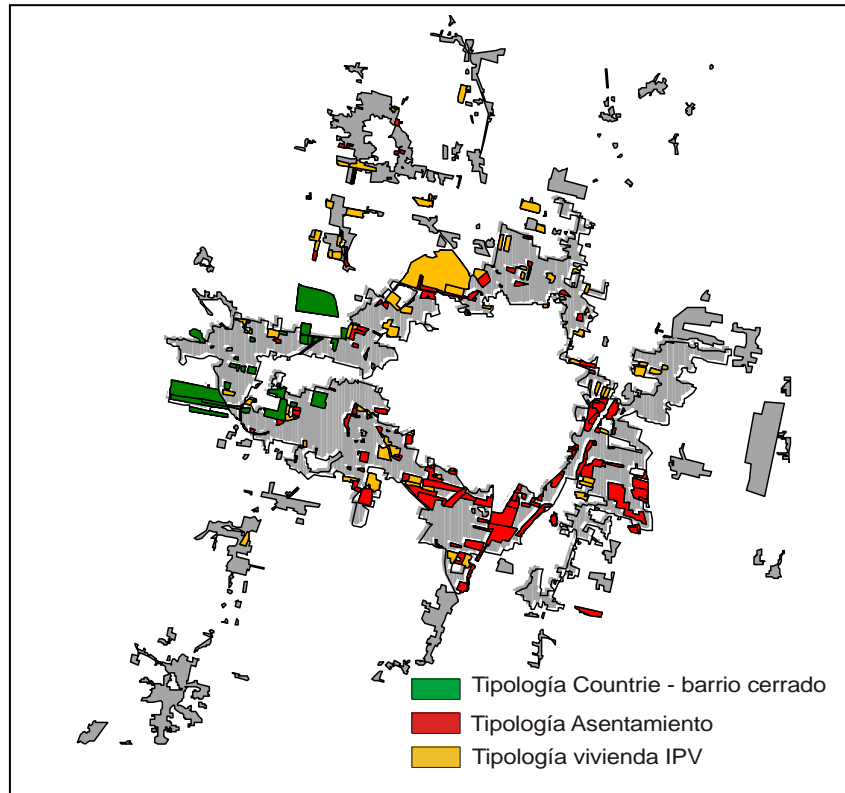 Tipología Countrie - barrio cerrado
Tipología Asentamiento
Tipología vivienda IPV